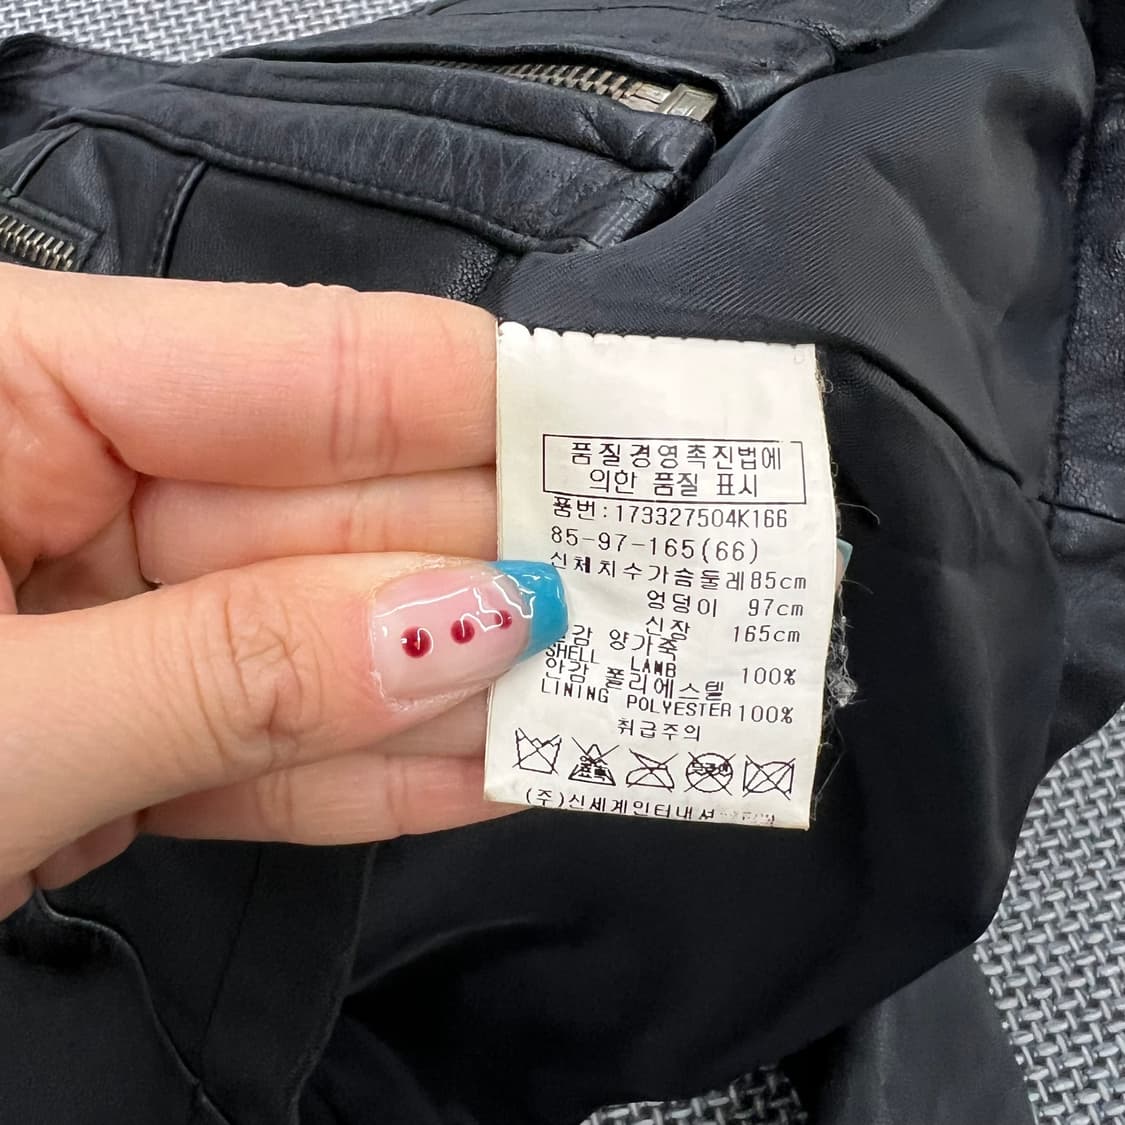 품질경영촉진법에
의한 품질 표시
품번:173327504K166
85-97-165(66)
신체치수가슴둘레85cm
엉덩이 97cm
신장 165cm
감 양가죽
SHELL LAMB 100%
안감 폴리에스텔
LINING POLYESTER100%
취급주의
(주)신세계인터내셔